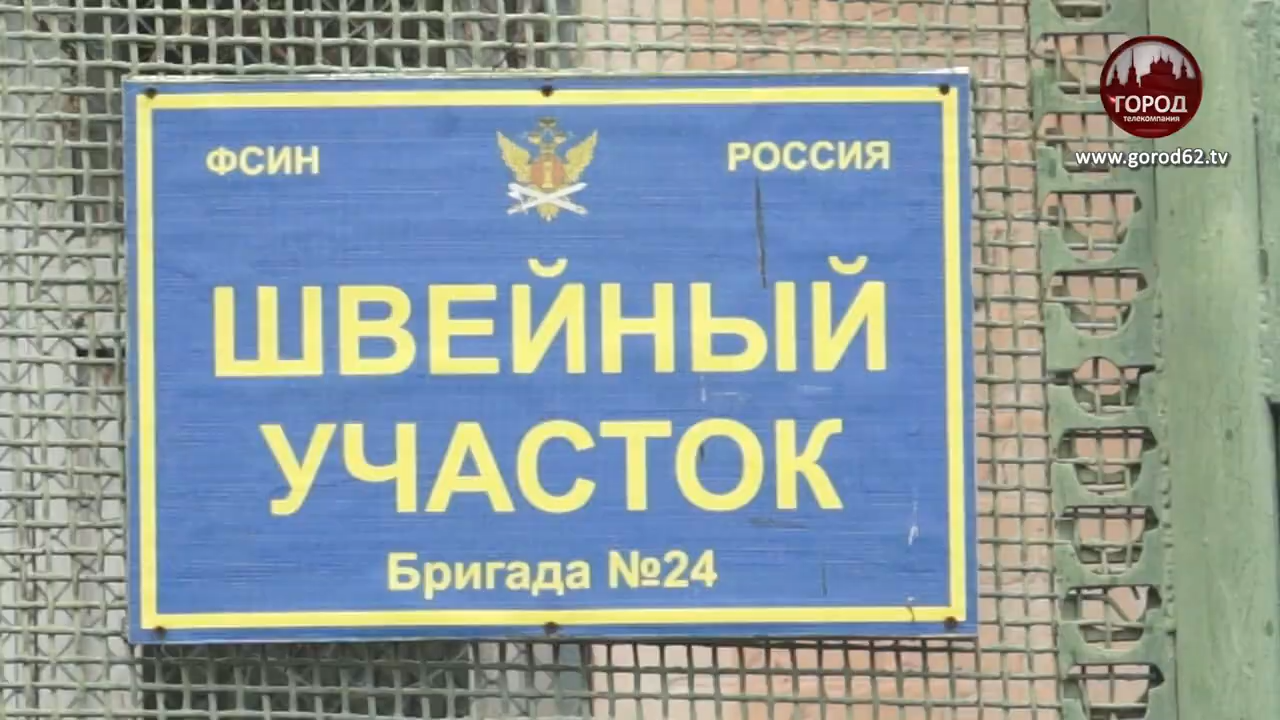 ФСИН РОССИЯ
ШВЕЙНЫЙ
УЧАСТОК
Бригада №24
ГОРОД
телекомпания
www.gorod62.tv